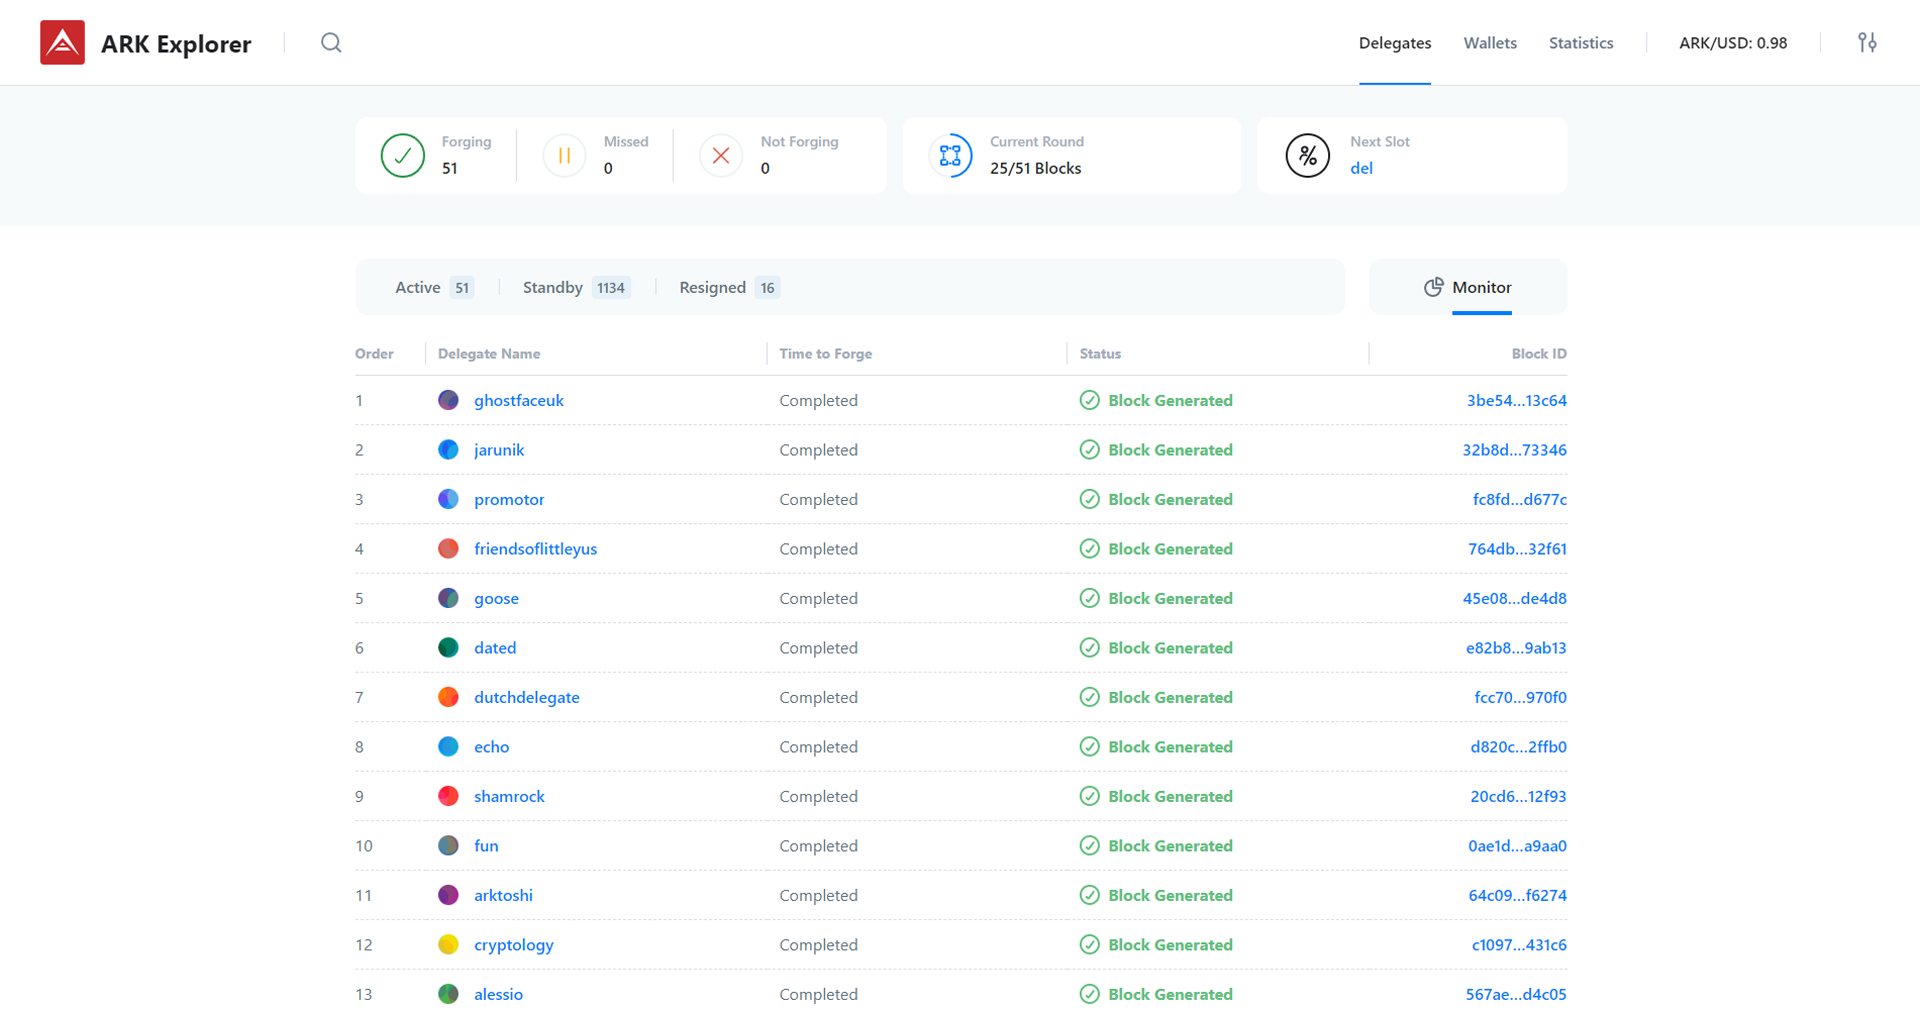 ARK Explorer
Delegates Wallets Statistics ARK/USD: 0.98
Forging Missed Not Forging Current Round Next Slot
51 0 0 25/51 Blocks del
Active 51 Standby 1134 Resigned 16 Monitor
Order Delegate Name Time to Forge Status Block ID
1 ghostfaceuk Completed Block Generated 3be54...13c64
2 jarunik Completed Block Generated 32b8d...73346
3 promotor Completed Block Generated fc8fd...d677c
4 friendsoflittleyus Completed Block Generated 764db...32f61
5 goose Completed Block Generated 45e08...de4d8
6 dated Completed Block Generated e82b8...9ab13
7 dutchdelegate Completed Block Generated fcc70...970f0
8 echo Completed Block Generated d820c...2ffb0
9 shamrock Completed Block Generated 20cd6...12f93
10 fun Completed Block Generated 0ae1d...a9aa0
11 arktoshi Completed Block Generated 64c09...f6274
12 cryptology Completed Block Generated c1097...431c6
13 alessio Completed Block Generated 567ae...d4c05